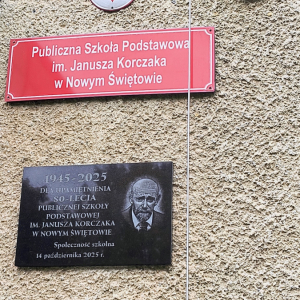 Publiczna Szkoła Podstawowa
im. Janusza Korczaka
w Nowym Świętowie
1945-2025
DLA UPAMIĘTNIENIA
80-LECIA
PUBLICZNEJ SZKOŁY
PODSTAWOWEJ
IM. JANUSZA KORCZAKA
W NOWYM ŚWIĘTOWIE
Społeczność szkolna
14 października 2025 r.